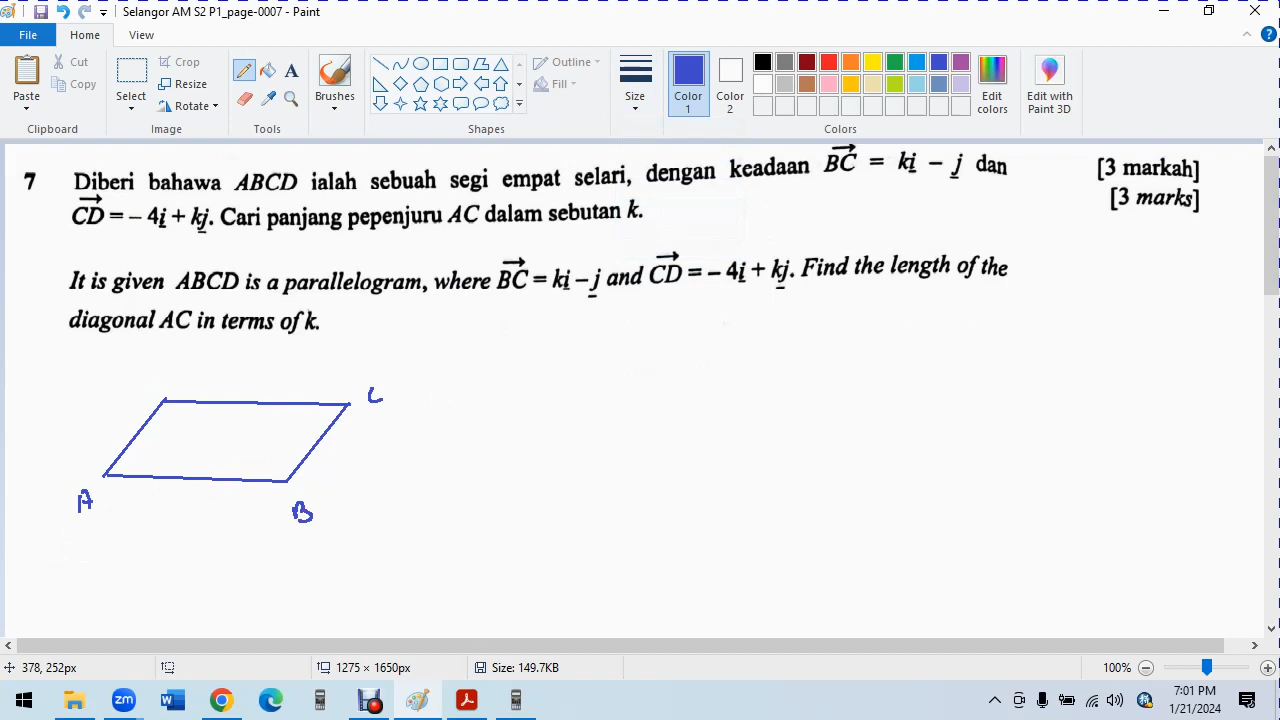 Selangor AM S2 P1_page-0007 - Paint
File Home View
Cut
Copy
Paste
Clipboard
Crop
Resize
Rotate
Select
Image
Tools
Brushes
Outline
Fill
Shapes
Size
Color 1
Color 2
Edit colors
Colors
Edit with Paint 3D
7 Diberi bahawa ABCD ialah sebuah segi empat selari, dengan keadaan BC = ki − j dan [3 markah]
CD = − 4i + kj. Cari panjang pepenjuru AC dalam sebutan k. [3 marks]
It is given ABCD is a parallelogram, where BC = ki − j and CD = − 4i + kj. Find the length of the
diagonal AC in terms of k.
C
A
B
378, 252px
1275 × 1650px
Size: 149.7KB
100%
zm
7:01 PM
1/21/2024